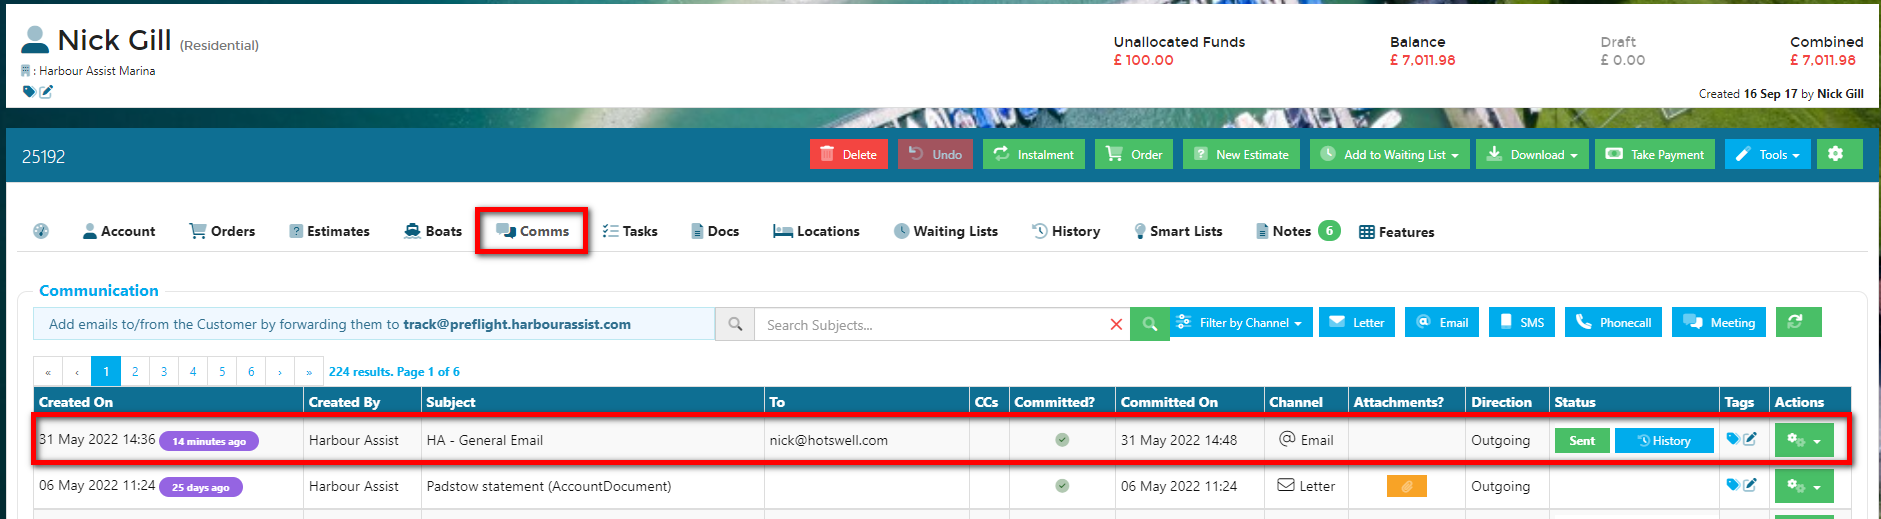 Nick Gill (Residential)
: Harbour Assist Marina
Unallocated Funds Balance Draft Combined
£ 100.00 £ 7,011.98 £ 0.00 £ 7,011.98
Created 16 Sep 17 by Nick Gill
25192 Delete Undo Instalment Order New Estimate Add to Waiting List Download Take Payment Tools
Account Orders Estimates Boats Comms Tasks Docs Locations Waiting Lists History Smart Lists Notes 6 Features
Communication
Add emails to/from the Customer by forwarding them to track@preflight.harbourassist.com Search Subjects... Filter by Channel Letter Email SMS Phonecall Meeting
« ‹ 1 2 3 4 5 6 › » 224 results. Page 1 of 6
Created On Created By Subject To CCs Committed? Committed On Channel Attachments? Direction Status Tags Actions
31 May 2022 14:36 14 minutes ago Harbour Assist HA - General Email nick@hotswell.com 31 May 2022 14:48 Email Outgoing Sent History
06 May 2022 11:24 25 days ago Harbour Assist Padstow statement (AccountDocument) 06 May 2022 11:24 Letter Outgoing